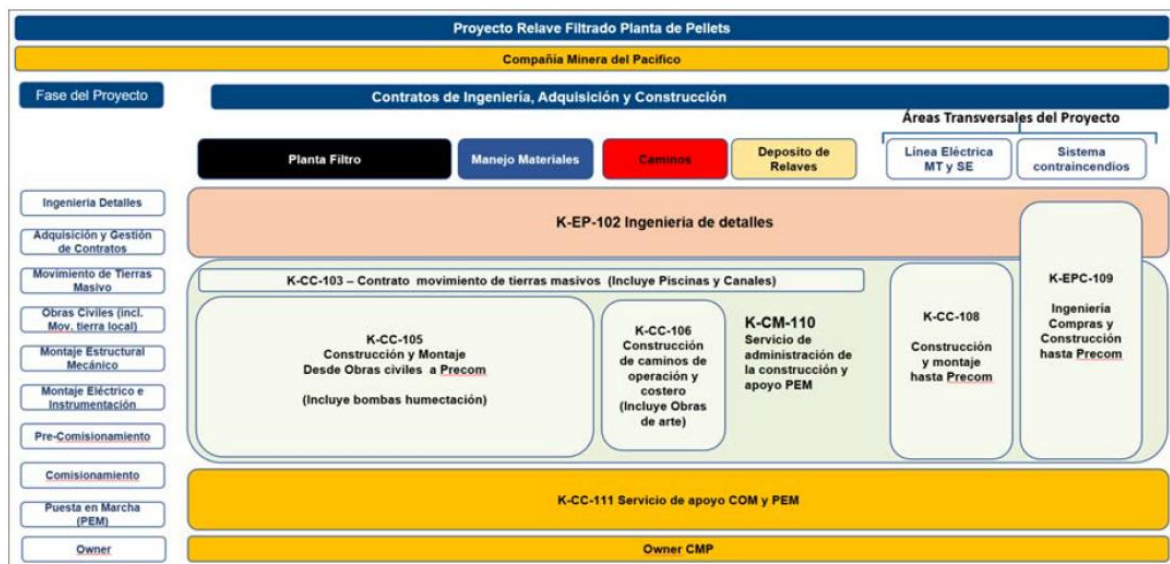 Proyecto Relave Filtrado Planta de Pellets
Compañia Minera del Pacifico
Fase del Proyecto
Contratos de Ingeniería, Adquisición y Construcción
Áreas Transversales del Proyecto
Planta Filtro
Manejo Materiales
Caminos
Deposito de
Relaves
Línea Eléctrica
MT y SE
Sistema
contraincendios
Ingeniería Detalles
Adquisición y Gestión
de Contratos
Movimiento de Tierras
Masivo
Obras Civiles (incl.
Mov. tierra local)
Montaje Estructural
Mecánico
Montaje Eléctrico e
Instrumentación
Pre-Comisionamiento
Comisionamiento
Puesta en Marcha
(PEM)
Owner
K-EP-102 Ingenieria de detalles
K-CC-103 – Contrato movimiento de tierras masivos (Incluye Piscinas y Canales)
K-CC-105
Construcción y Montaje
Desde Obras civiles a Precom
(Incluye bombas humectación)
K-CC-106
Construcción
de caminos de
operación y
costero
(Incluye Obras
de arte)
K-CM-110
Servicio de
administración de
la construcción y
apoyo PEM
K-CC-108
Construcción
y montaje
hasta Precom
K-EPC-109
Ingeniería
Compras y
Construcción
hasta Precom
K-CC-111 Servicio de apoyo COM y PEM
Owner CMP